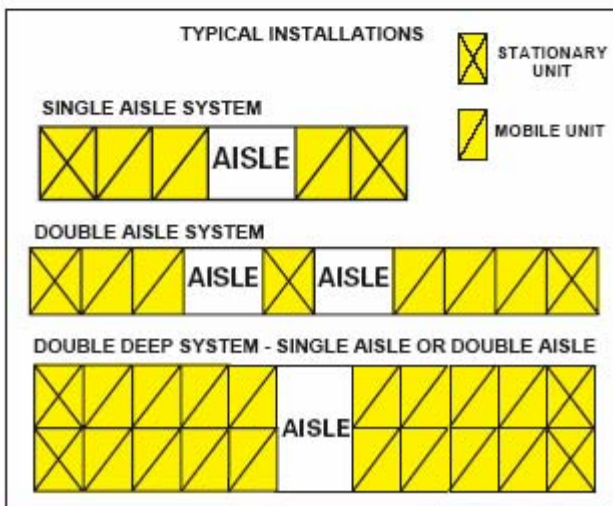 TYPICAL INSTALLATIONS
STATIONARY
UNIT
MOBILE UNIT
SINGLE AISLE SYSTEM
AISLE
DOUBLE AISLE SYSTEM
AISLE AISLE
DOUBLE DEEP SYSTEM - SINGLE AISLE OR DOUBLE AISLE
AISLE